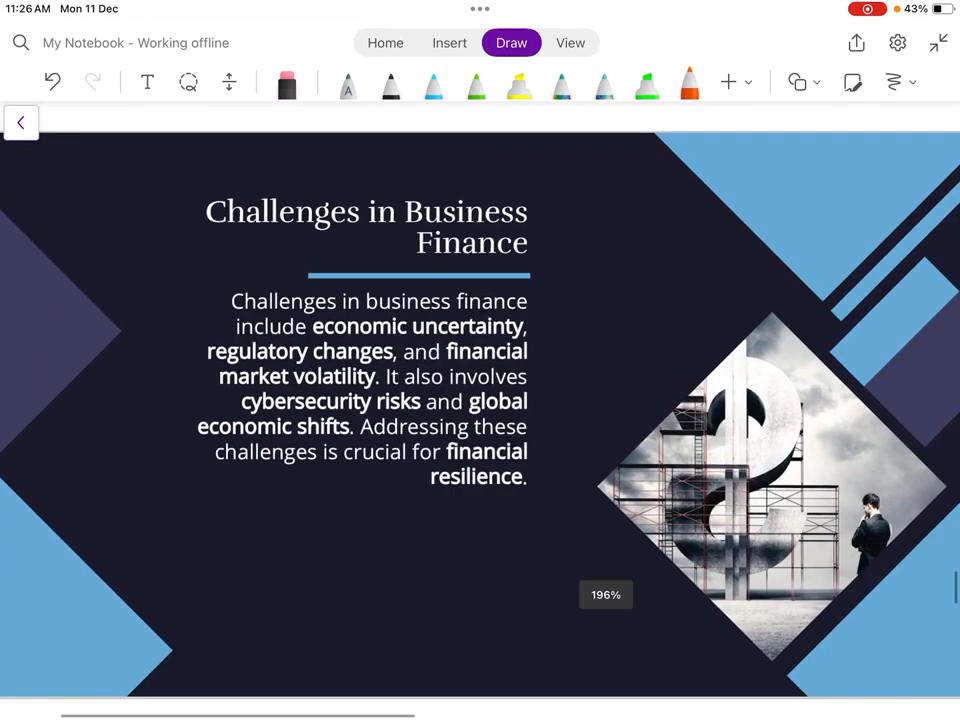 11:26 AM Mon 11 Dec
43%
My Notebook - Working offline
Home Insert Draw View
T
A
Challenges in Business
Finance
Challenges in business finance
include economic uncertainty,
regulatory changes, and financial
market volatility. It also involves
cybersecurity risks and global
economic shifts. Addressing these
challenges is crucial for financial
resilience.
196%